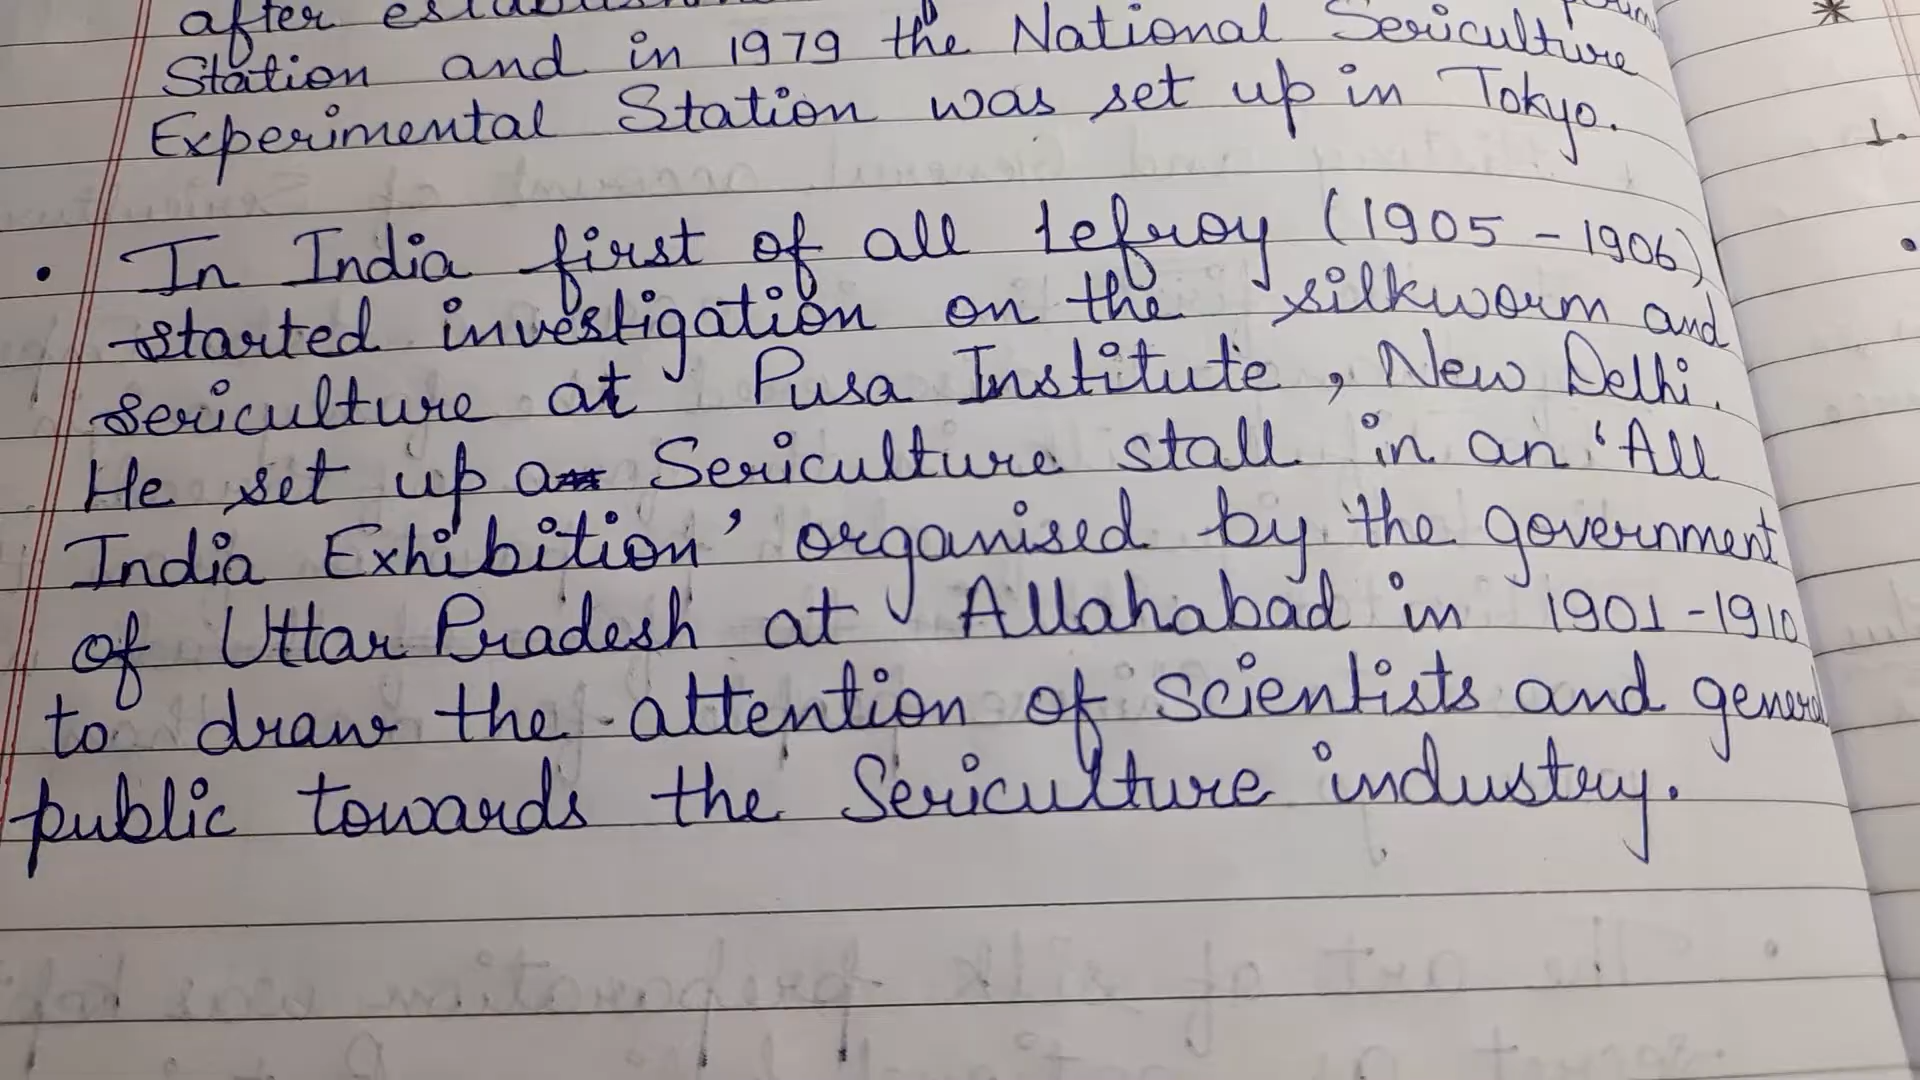 after
Station and in 1979 the National Sericulture
Experimental Station was set up in Tokyo.
• In India first of all Lefroy (1905 - 1906)
started investigation on the silkworm and
sericulture at Pusa Institute, New Delhi.
He set up a Sericulture stall in an 'All
India Exhibition' organised by the government
of Uttar Pradesh at Allahabad in 1901-1910
to draw the attention of scientists and general
public towards the Sericulture industry.
*
1.
•